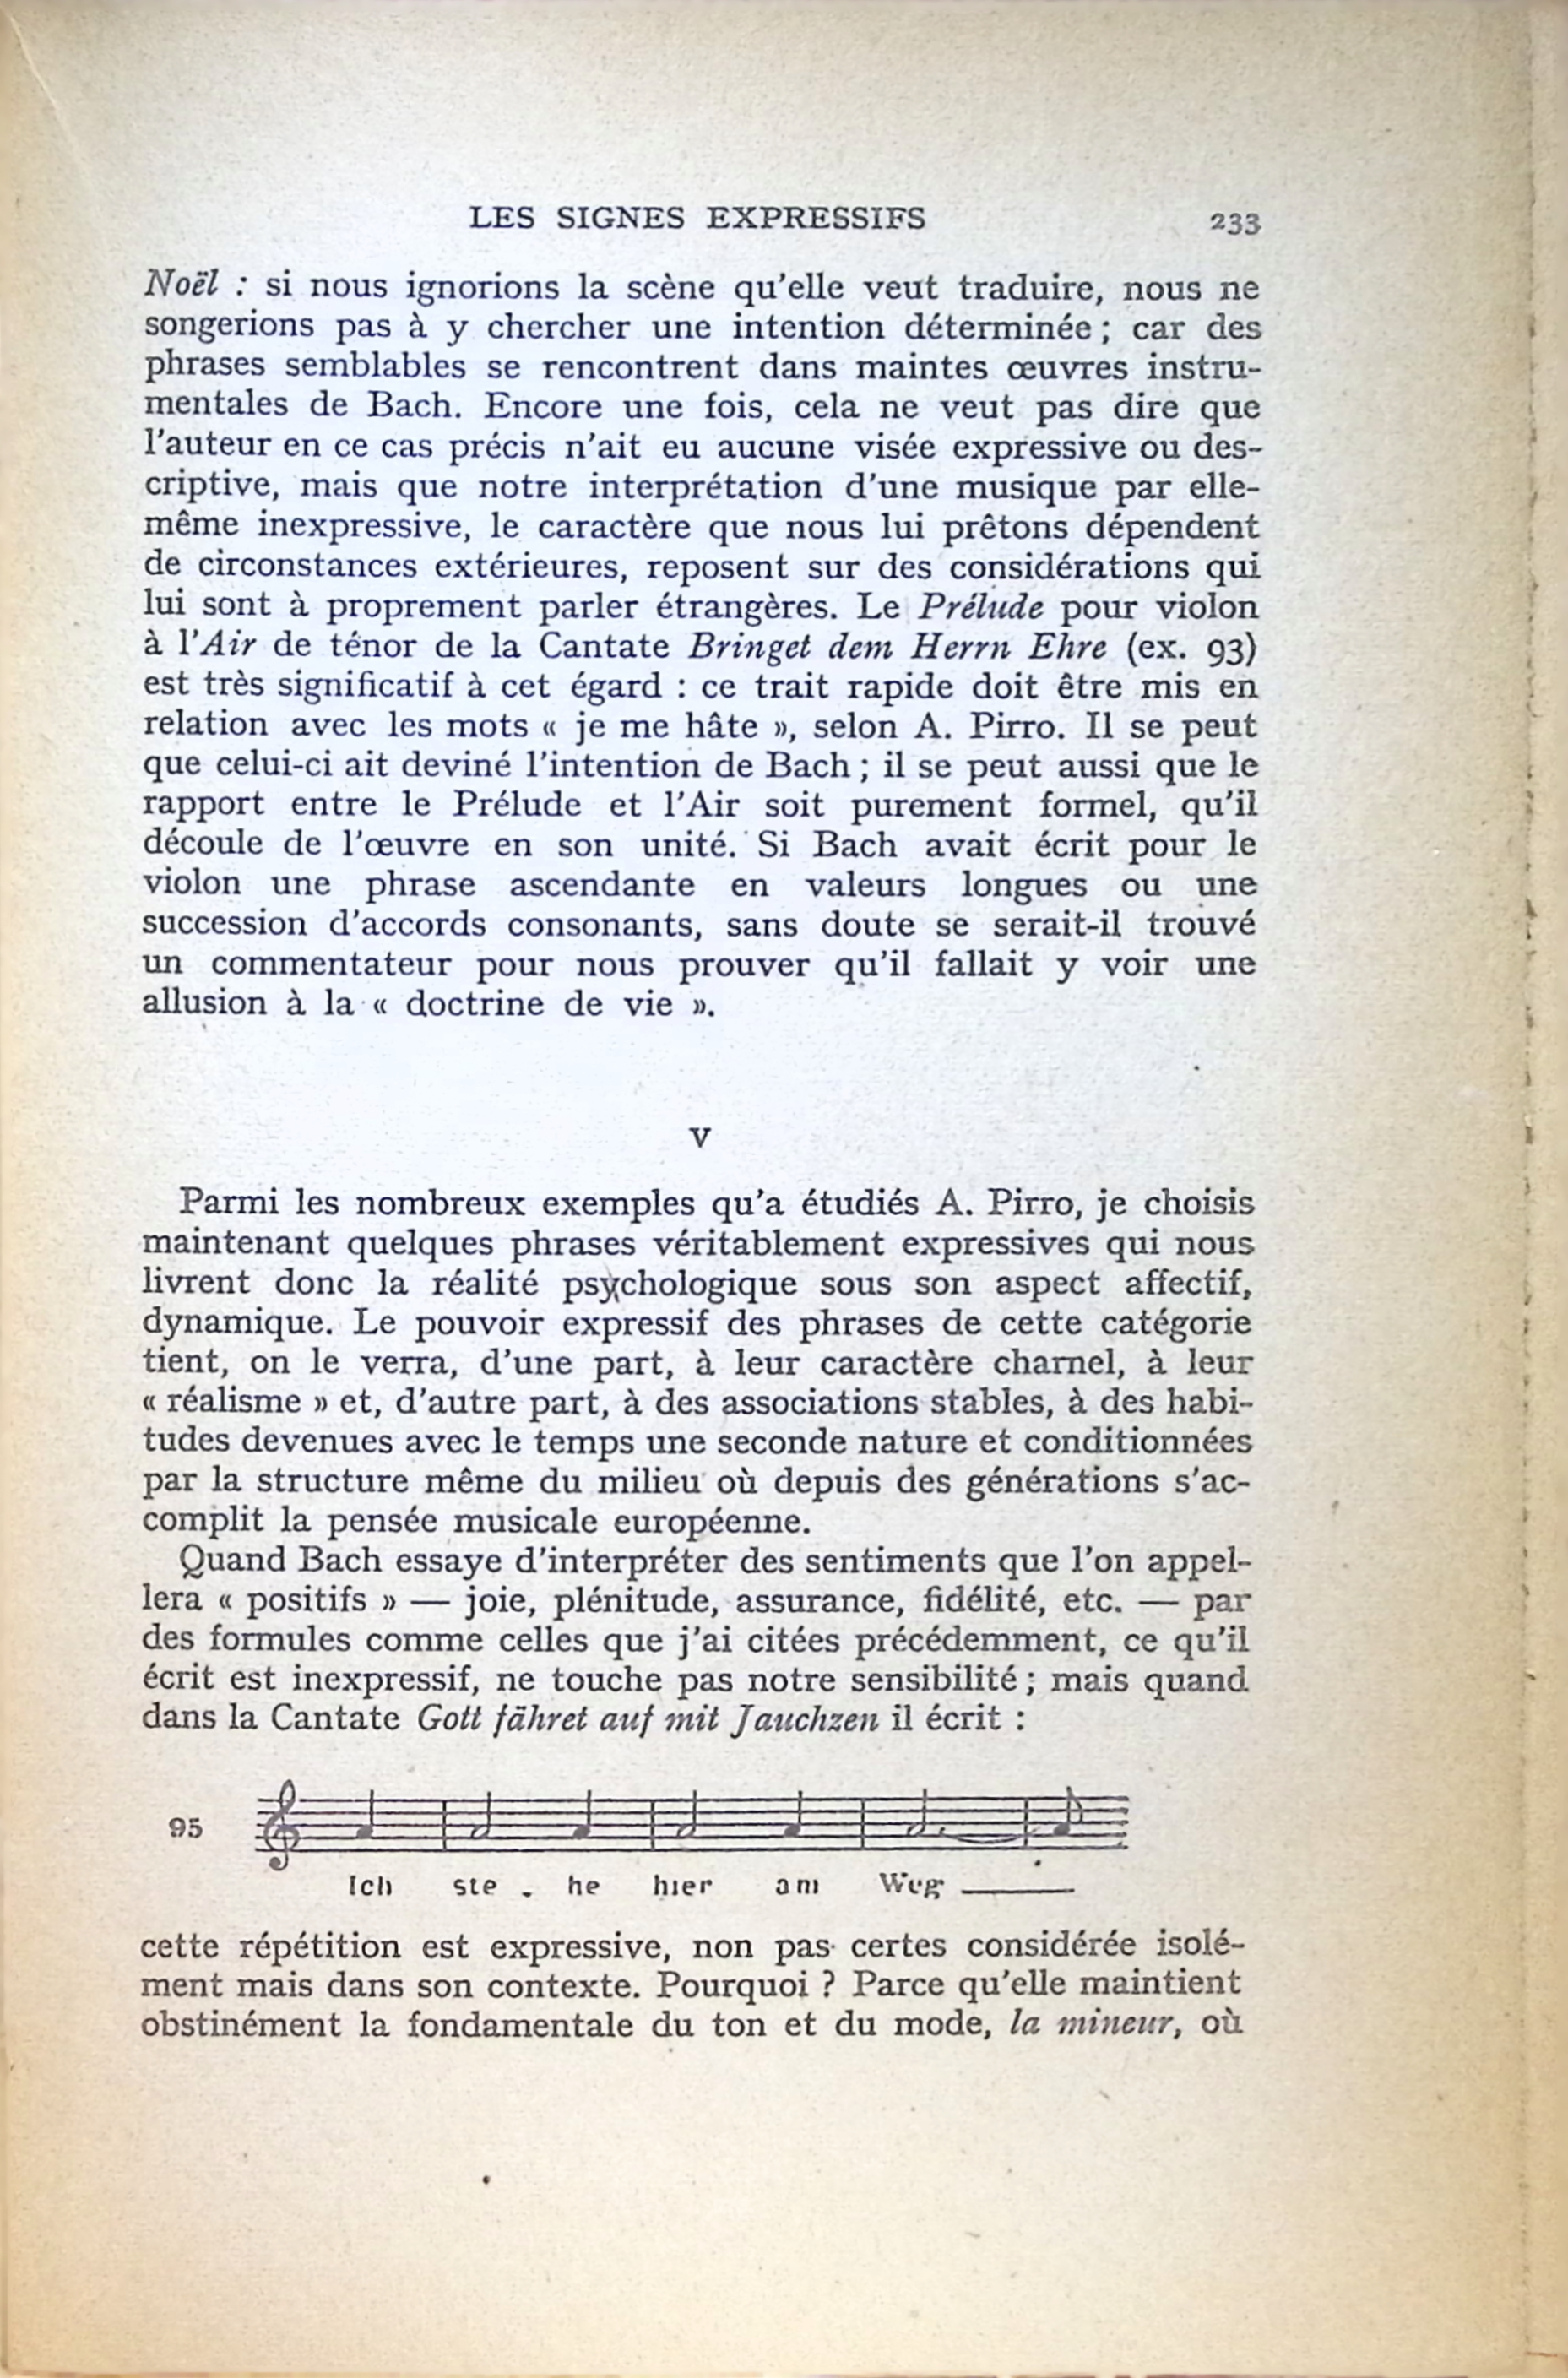 LES SIGNES EXPRESSIFS 233
Noël : si nous ignorions la scène qu'elle veut traduire, nous ne
songerions pas à y chercher une intention déterminée ; car des
phrases semblables se rencontrent dans maintes œuvres instru-
mentales de Bach. Encore une fois, cela ne veut pas dire que
l'auteur en ce cas précis n'ait eu aucune visée expressive ou des-
criptive, mais que notre interprétation d'une musique par elle-
même inexpressive, le caractère que nous lui prêtons dépendent
de circonstances extérieures, reposent sur des considérations qui
lui sont à proprement parler étrangères. Le Prélude pour violon
à l'Air de ténor de la Cantate Bringet dem Herrn Ehre (ex. 93)
est très significatif à cet égard : ce trait rapide doit être mis en
relation avec les mots « je me hâte », selon A. Pirro. Il se peut
que celui-ci ait deviné l'intention de Bach ; il se peut aussi que le
rapport entre le Prélude et l'Air soit purement formel, qu'il
découle de l'œuvre en son unité. Si Bach avait écrit pour le
violon une phrase ascendante en valeurs longues ou une
succession d'accords consonants, sans doute se serait-il trouvé
un commentateur pour nous prouver qu'il fallait y voir une
allusion à la « doctrine de vie ».
V
Parmi les nombreux exemples qu'a étudiés A. Pirro, je choisis
maintenant quelques phrases véritablement expressives qui nous
livrent donc la réalité psychologique sous son aspect affectif,
dynamique. Le pouvoir expressif des phrases de cette catégorie
tient, on le verra, d'une part, à leur caractère charnel, à leur
« réalisme » et, d'autre part, à des associations stables, à des habi-
tudes devenues avec le temps une seconde nature et conditionnées
par la structure même du milieu où depuis des générations s'ac-
complit la pensée musicale européenne.
Quand Bach essaye d'interpréter des sentiments que l'on appel-
lera « positifs » — joie, plénitude, assurance, fidélité, etc. — par
des formules comme celles que j'ai citées précédemment, ce qu'il
écrit est inexpressif, ne touche pas notre sensibilité ; mais quand
dans la Cantate Gott fähret auf mit Jauchzen il écrit :
95
Ich ste - he hier am Weg
cette répétition est expressive, non pas certes considérée isolé-
ment mais dans son contexte. Pourquoi ? Parce qu'elle maintient
obstinément la fondamentale du ton et du mode, la mineur, où